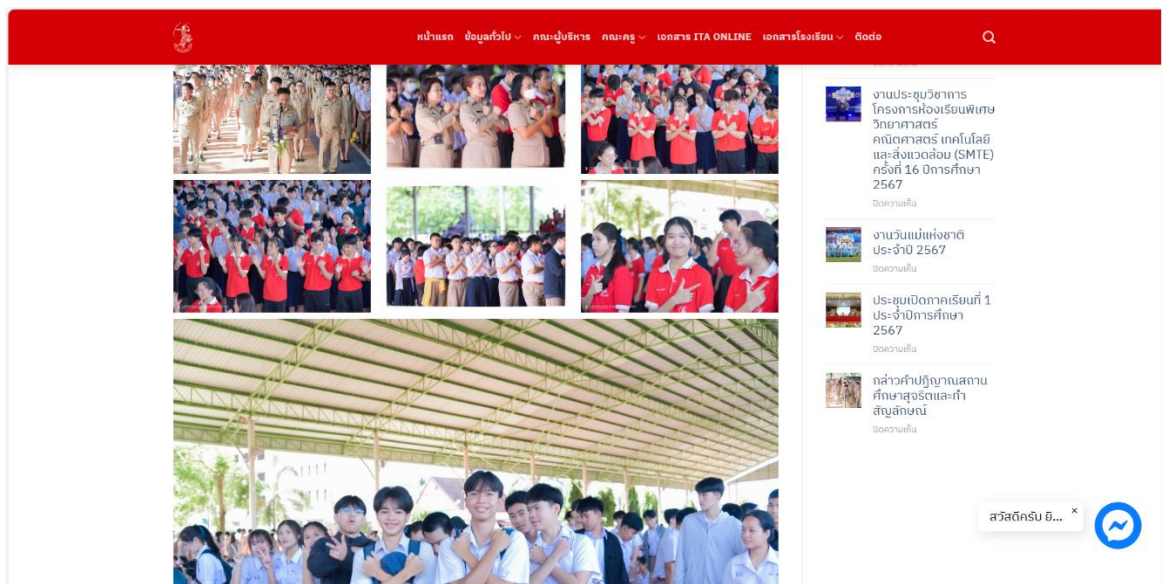 หน้าแรก ข้อมูลทั่วไป คณะผู้บริหาร คณะครู เอกสาร ITA ONLINE เอกสารโรงเรียน ติดต่อ
งานประชุมวิชาการ
โครงการห้องเรียนพิเศษ
วิทยาศาสตร์
คณิตศาสตร์ เทคโนโลยี
และสิ่งแวดล้อม (SMTE)
ครั้งที่ 16 ปีการศึกษา
2567
ปิดความเห็น
งานวันแม่แห่งชาติ
ประจำปี 2567
ปิดความเห็น
ประชุมเปิดภาคเรียนที่ 1
ประจำปีการศึกษา
2567
ปิดความเห็น
กล่าวคำปฏิญาณสถาน
ศึกษาสุจริตและทำ
สัญลักษณ์
ปิดความเห็น
สวัสดีครับ ยิ... ×